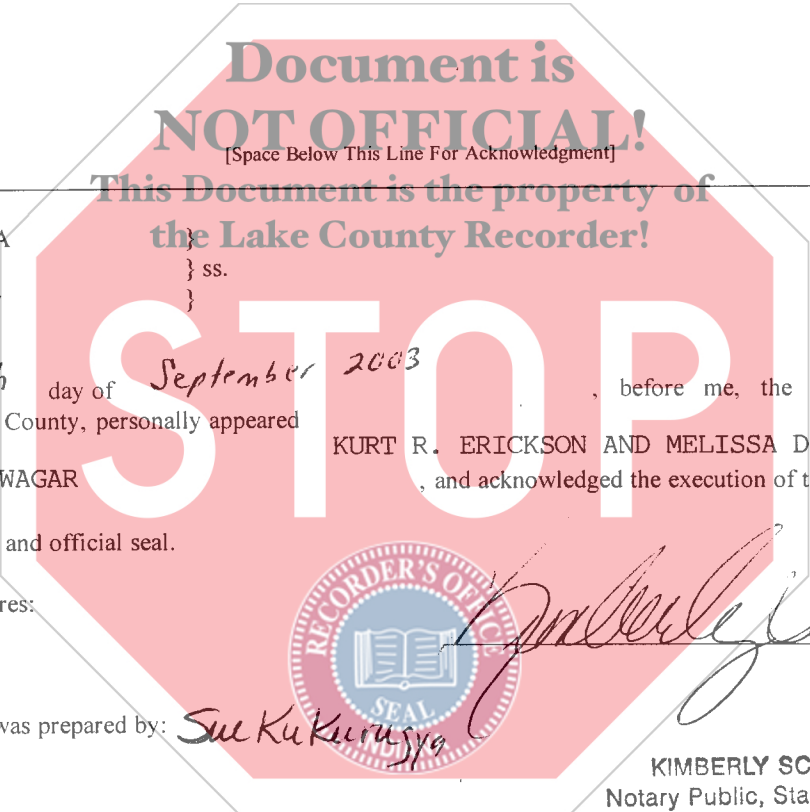 Document is
NOT OFFICIAL!
[Space Below This Line For Acknowledgment]
This Document is the property of
the Lake County Recorder!
A }
} ss.
}
day of September 2003 , before me, the
County, personally appeared
KURT R. ERICKSON AND MELISSA D
WAGAR , and acknowledged the execution of t
STOP
and official seal.
RECORDER'S OFFICE
res:
SEAL
was prepared by: Sue
KIMBERLY SC
Notary Public, Sta